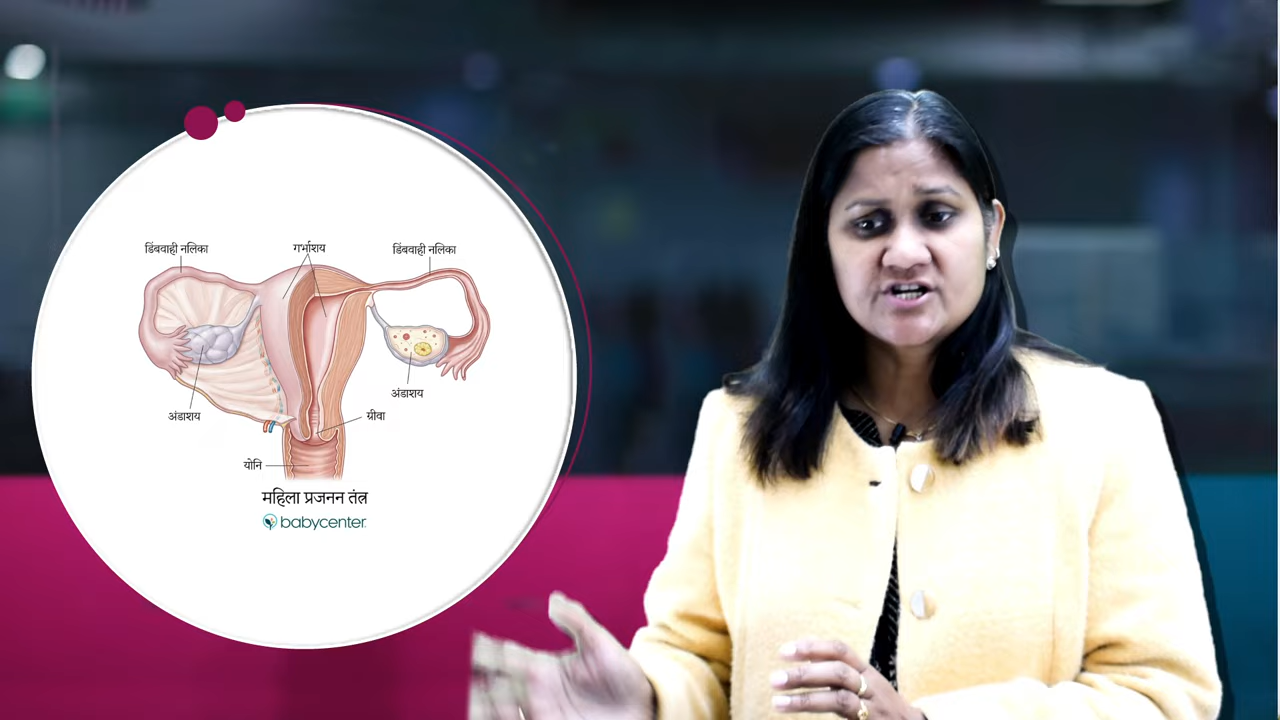 डिंबवाही नलिका
गर्भाशय
डिंबवाही नलिका
अंडाशय
अंडाशय
ग्रीवा
योनि
महिला प्रजनन तंत्र
babycenter